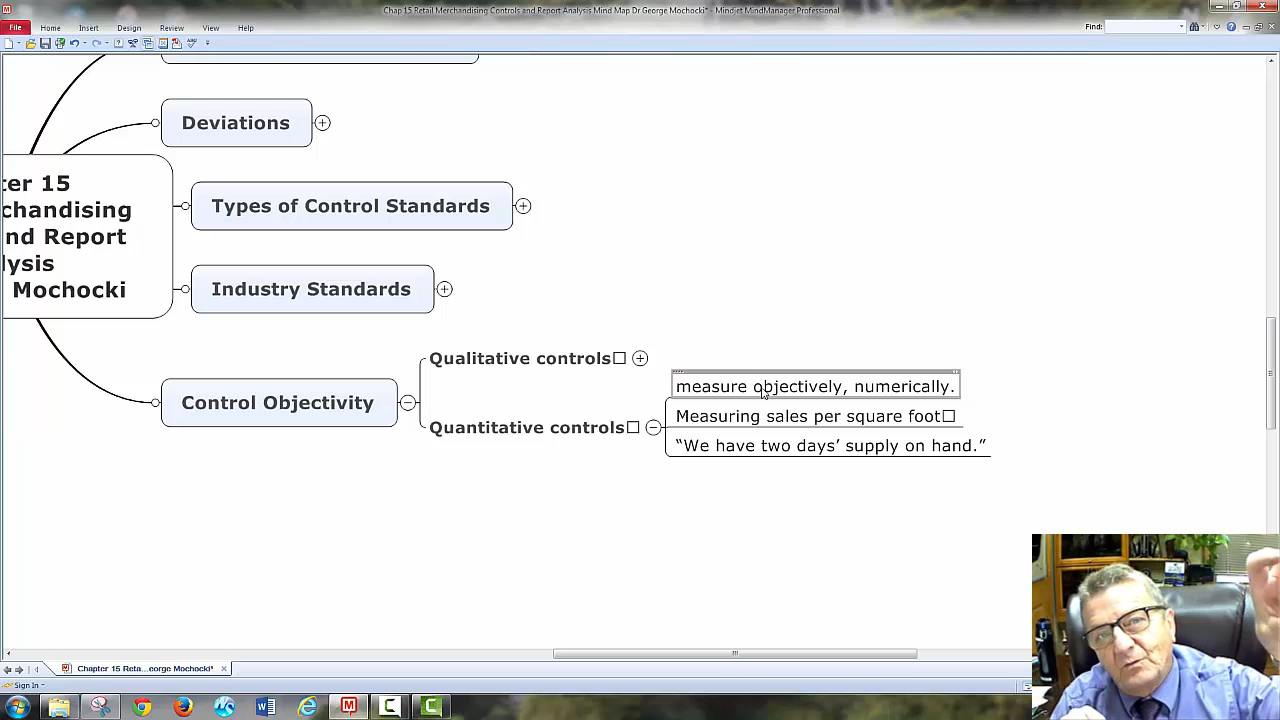 Chap 15 Retail Merchandising Controls and Report Analysis Mind Map Dr George Mochocki* - Mindjet MindManager Professional
File Home Insert Design Review View Help Find:
Deviations
ter 15
chandising
nd Report
lysis
Mochocki
Types of Control Standards
Industry Standards
Control Objectivity
Qualitative controls
Quantitative controls
measure objectively, numerically.
Measuring sales per square foot
“We have two days’ supply on hand.”
Chapter 15 Reta...eorge Mochocki*
Sign In